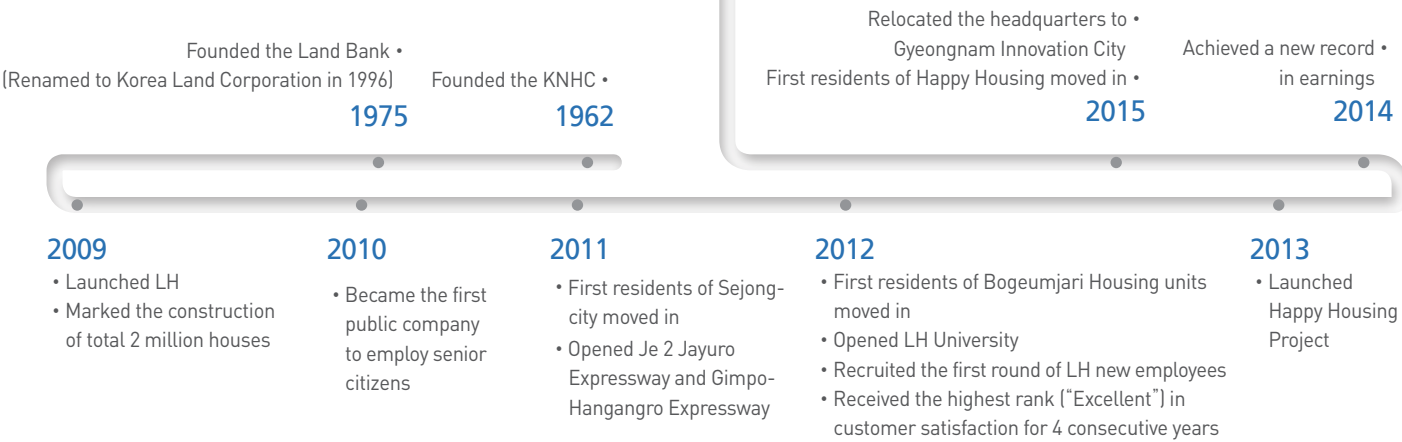 Founded the Land Bank •
(Renamed to Korea Land Corporation in 1996)
1975
Founded the KNHC •
1962
Relocated the headquarters to •
Gyeongnam Innovation City
First residents of Happy Housing moved in •
2015
Achieved a new record •
in earnings
2014
2009
• Launched LH
• Marked the construction
of total 2 million houses
2010
• Became the first
public company
to employ senior
citizens
2011
• First residents of Sejong-
city moved in
• Opened Je 2 Jayuro
Expressway and Gimpo-
Hangangro Expressway
2012
• First residents of Bogeumjari Housing units
moved in
• Opened LH University
• Recruited the first round of LH new employees
• Received the highest rank (“Excellent”) in
customer satisfaction for 4 consecutive years
2013
• Launched
Happy Housing
Project